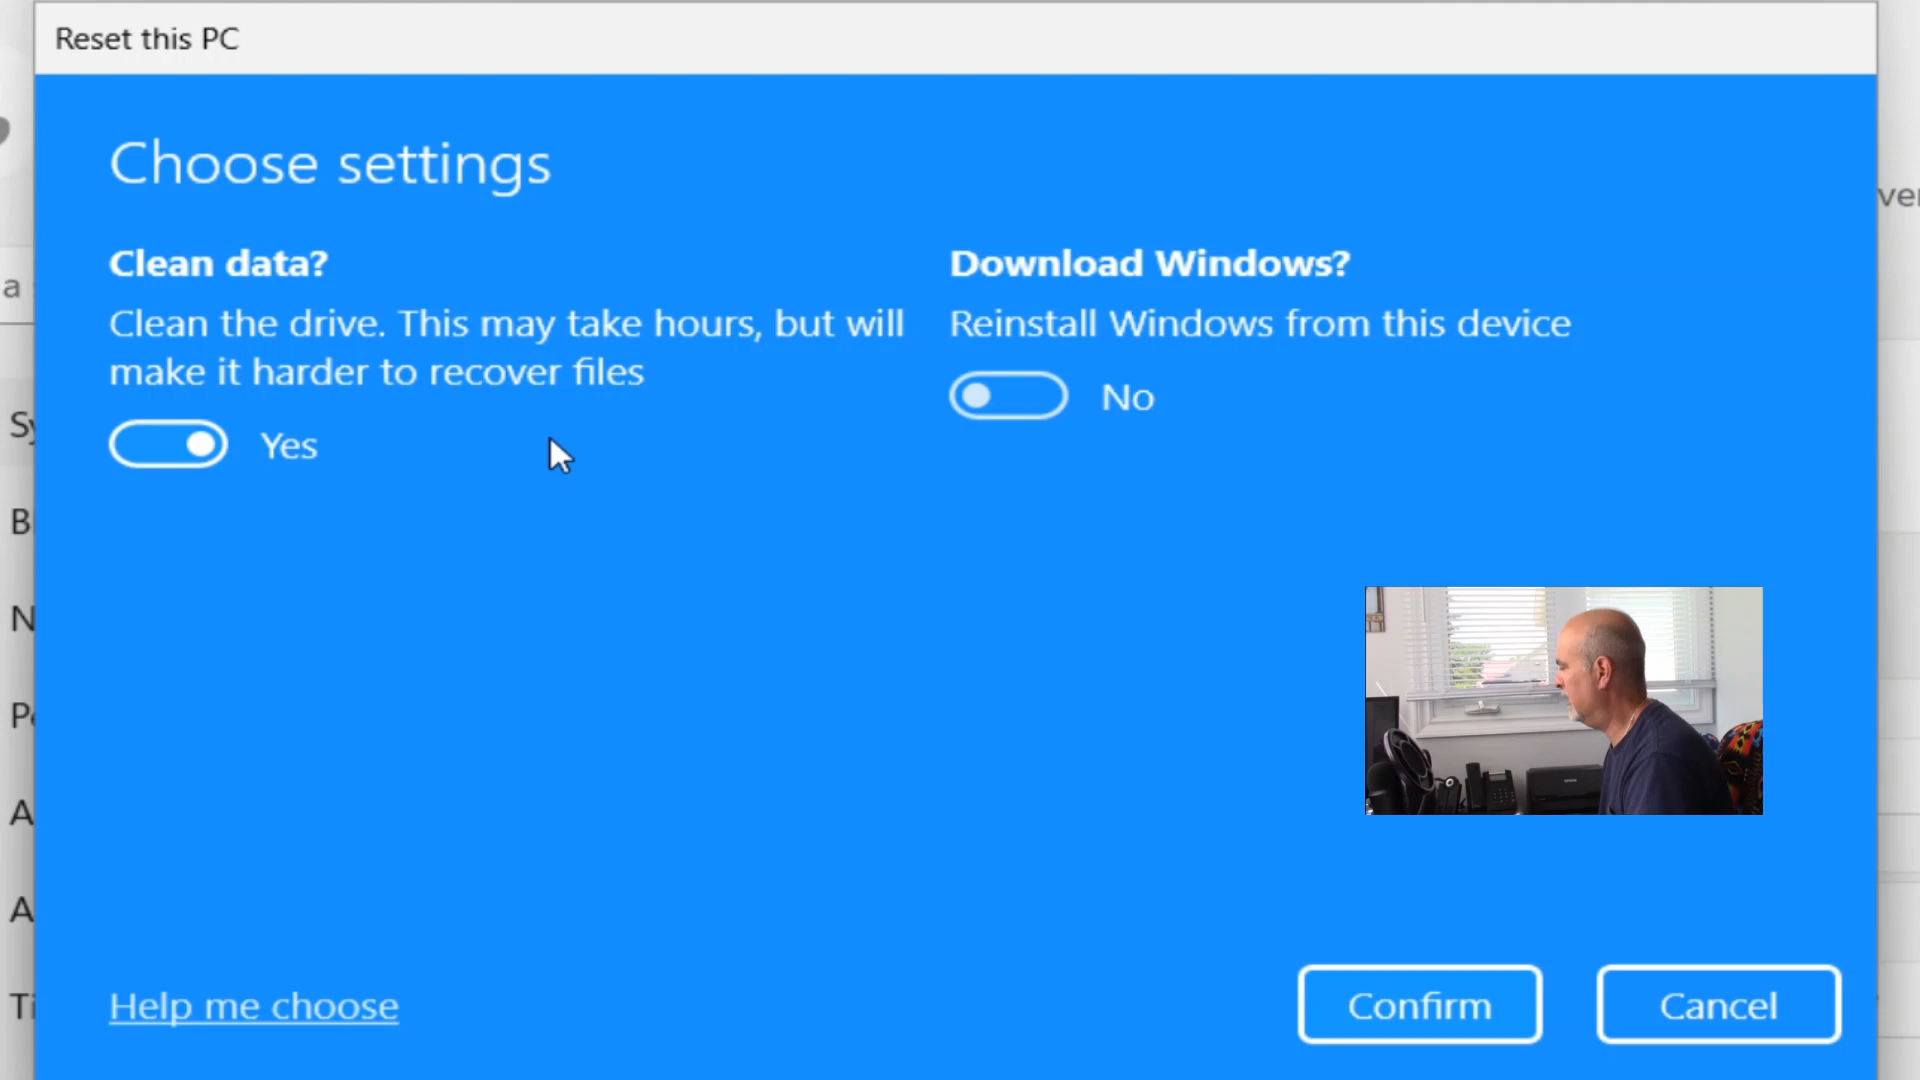 Reset this PC
Choose settings
Clean data?
Clean the drive. This may take hours, but will
make it harder to recover files
Yes
Download Windows?
Reinstall Windows from this device
No
Help me choose
Confirm
Cancel